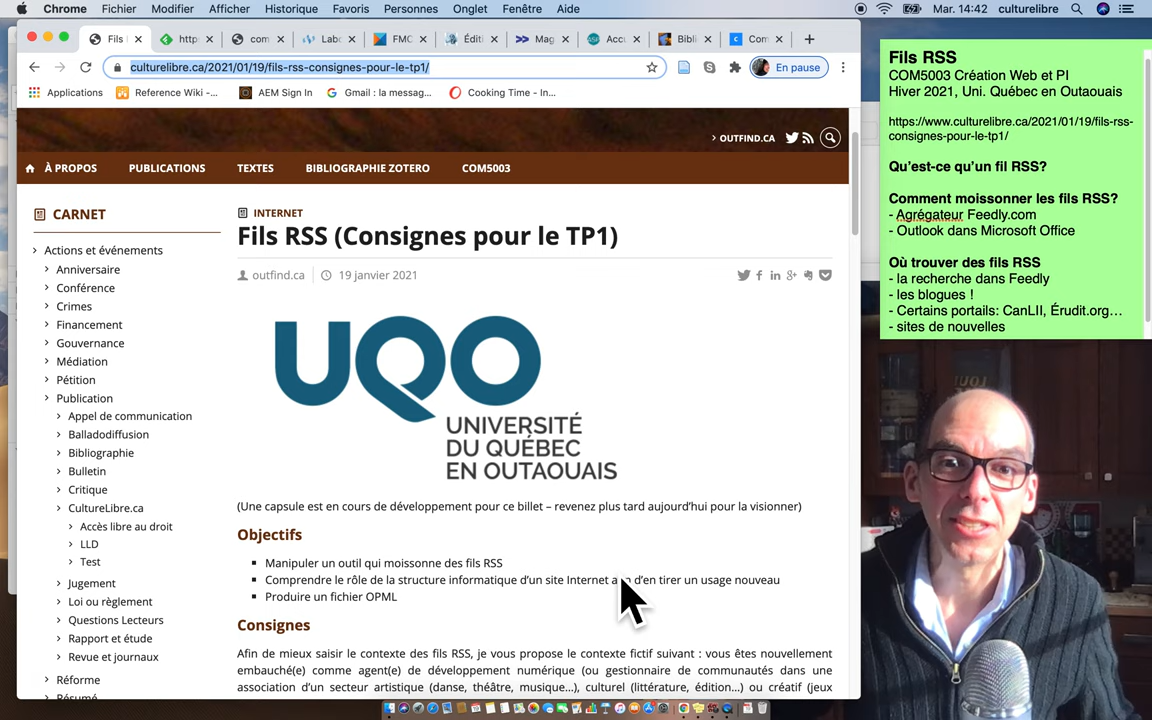 Chrome Fichier Modifier Afficher Historique Favoris Personnes Onglet Fenêtre Aide
Mar. 14:42 culturelibre
Fils
http
com
Labo
FMC
Éditi
Mag
Accu
Bibli
Com
culturelibre.ca/2021/01/19/fils-rss-consignes-pour-le-tp1/
En pause
Applications
Reference Wiki -...
AEM Sign In
Gmail : la messag...
Cooking Time - In...
OUTFIND.CA
À PROPOS PUBLICATIONS TEXTES BIBLIOGRAPHIE ZOTERO COM5003
CARNET
Actions et événements
Anniversaire
Conférence
Crimes
Financement
Gouvernance
Médiation
Pétition
Publication
Appel de communication
Balladodiffusion
Bibliographie
Bulletin
Critique
CultureLibre.ca
Accès libre au droit
LLD
Test
Jugement
Loi ou règlement
Questions Lecteurs
Rapport et étude
Revue et journaux
Réforme
Résumé
INTERNET
Fils RSS (Consignes pour le TP1)
outfind.ca
19 janvier 2021
UQO
UNIVERSITÉ
DU QUÉBEC
EN OUTAOUAIS
(Une capsule est en cours de développement pour ce billet – revenez plus tard aujourd'hui pour la visionner)
Objectifs
Manipuler un outil qui moissonne des fils RSS
Comprendre le rôle de la structure informatique d'un site Internet d'en tirer un usage nouveau
Produire un fichier OPML
Consignes
Afin de mieux saisir le contexte des fils RSS, je vous propose le contexte fictif suivant : vous êtes nouvellement
embauché(e) comme agent(e) de développement numérique (ou gestionnaire de communautés dans une
association d'un secteur artistique (danse, théâtre, musique...), culturel (littérature, édition...) ou créatif (jeux
Fils RSS
COM5003 Création Web et PI
Hiver 2021, Uni. Québec en Outaouais
https://www.culturelibre.ca/2021/01/19/fils-rss-
consignes-pour-le-tp1/
Qu'est-ce qu'un fil RSS?
Comment moissonner les fils RSS?
- Agrégateur Feedly.com
- Outlook dans Microsoft Office
Où trouver des fils RSS
- la recherche dans Feedly
- les blogues !
- Certains portails: CanLII, Érudit.org...
- sites de nouvelles